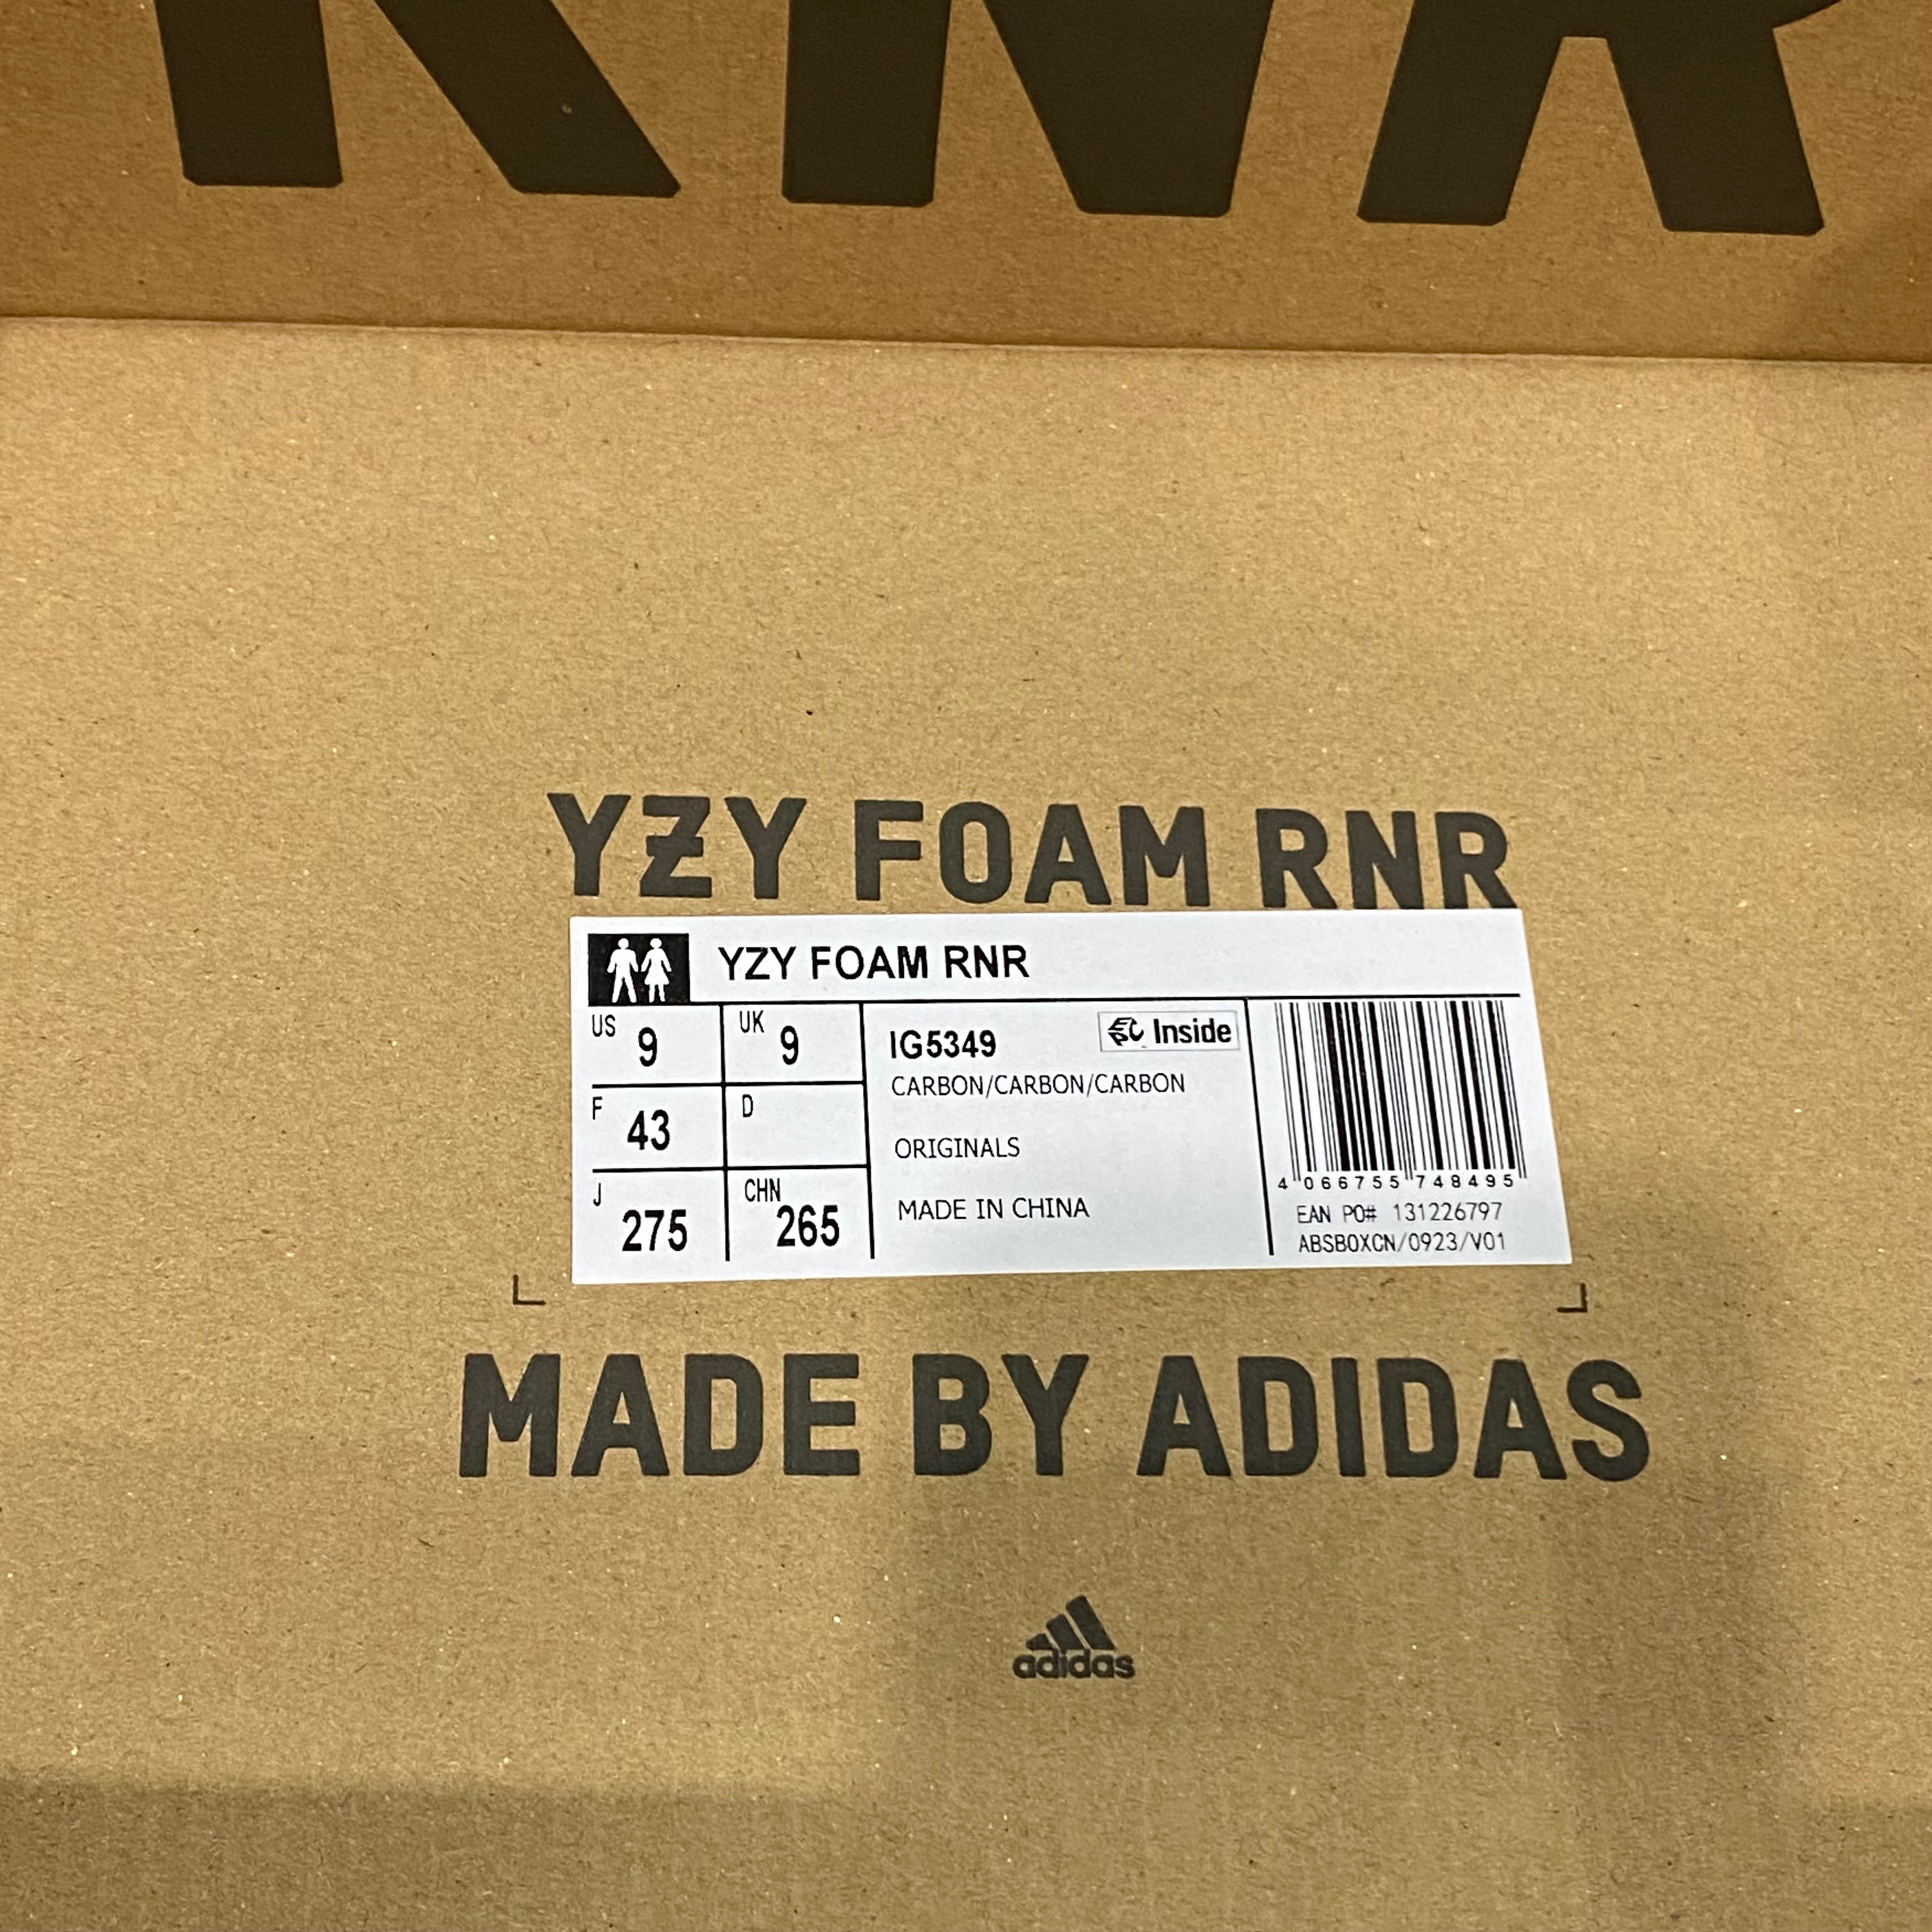 RNR
YZY FOAM RNR
YZY FOAM RNR
US 9 UK 9
F 43 D
J 275 CHN 265
IG5349
Inside
CARBON/CARBON/CARBON
ORIGINALS
MADE IN CHINA
4 066755 748495
EAN PO# 131226797
ABSBOXCN/0923/V01
MADE BY ADIDAS
adidas